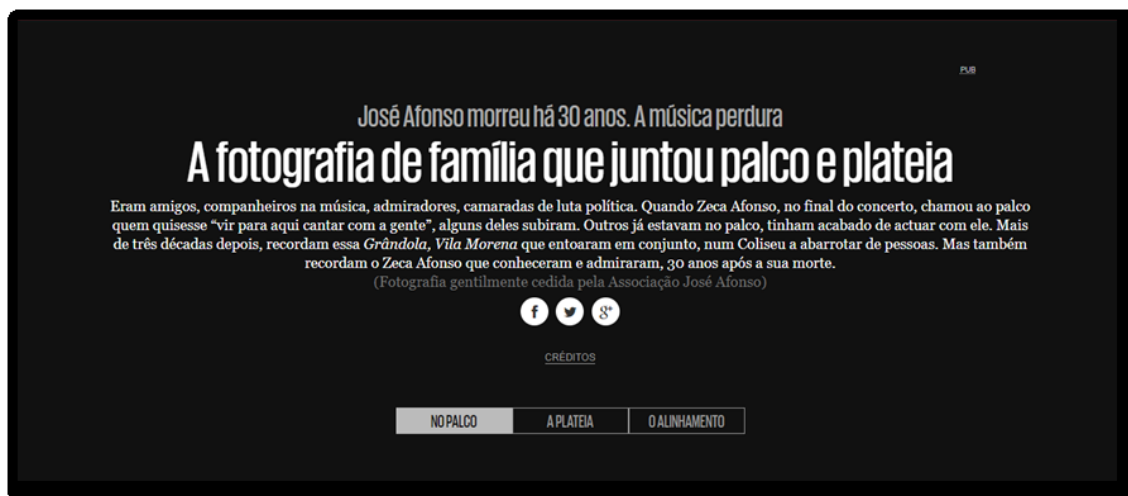 PUB
José Afonso morreu há 30 anos. A música perdura
A fotografia de família que juntou palco e plateia
Eram amigos, companheiros na música, admiradores, camaradas de luta política. Quando Zeca Afonso, no final do concerto, chamou ao palco
quem quisesse “vir para aqui cantar com a gente”, alguns deles subiram. Outros já estavam no palco, tinham acabado de actuar com ele. Mais
de três décadas depois, recordam essa Grândola, Vila Morena que entoaram em conjunto, num Coliseu a abarrotar de pessoas. Mas também
recordam o Zeca Afonso que conheceram e admiraram, 30 anos após a sua morte.
(Fotografia gentilmente cedida pela Associação José Afonso)
f g+
CRÉDITOS
NO PALCO A PLATEIA O ALINHAMENTO